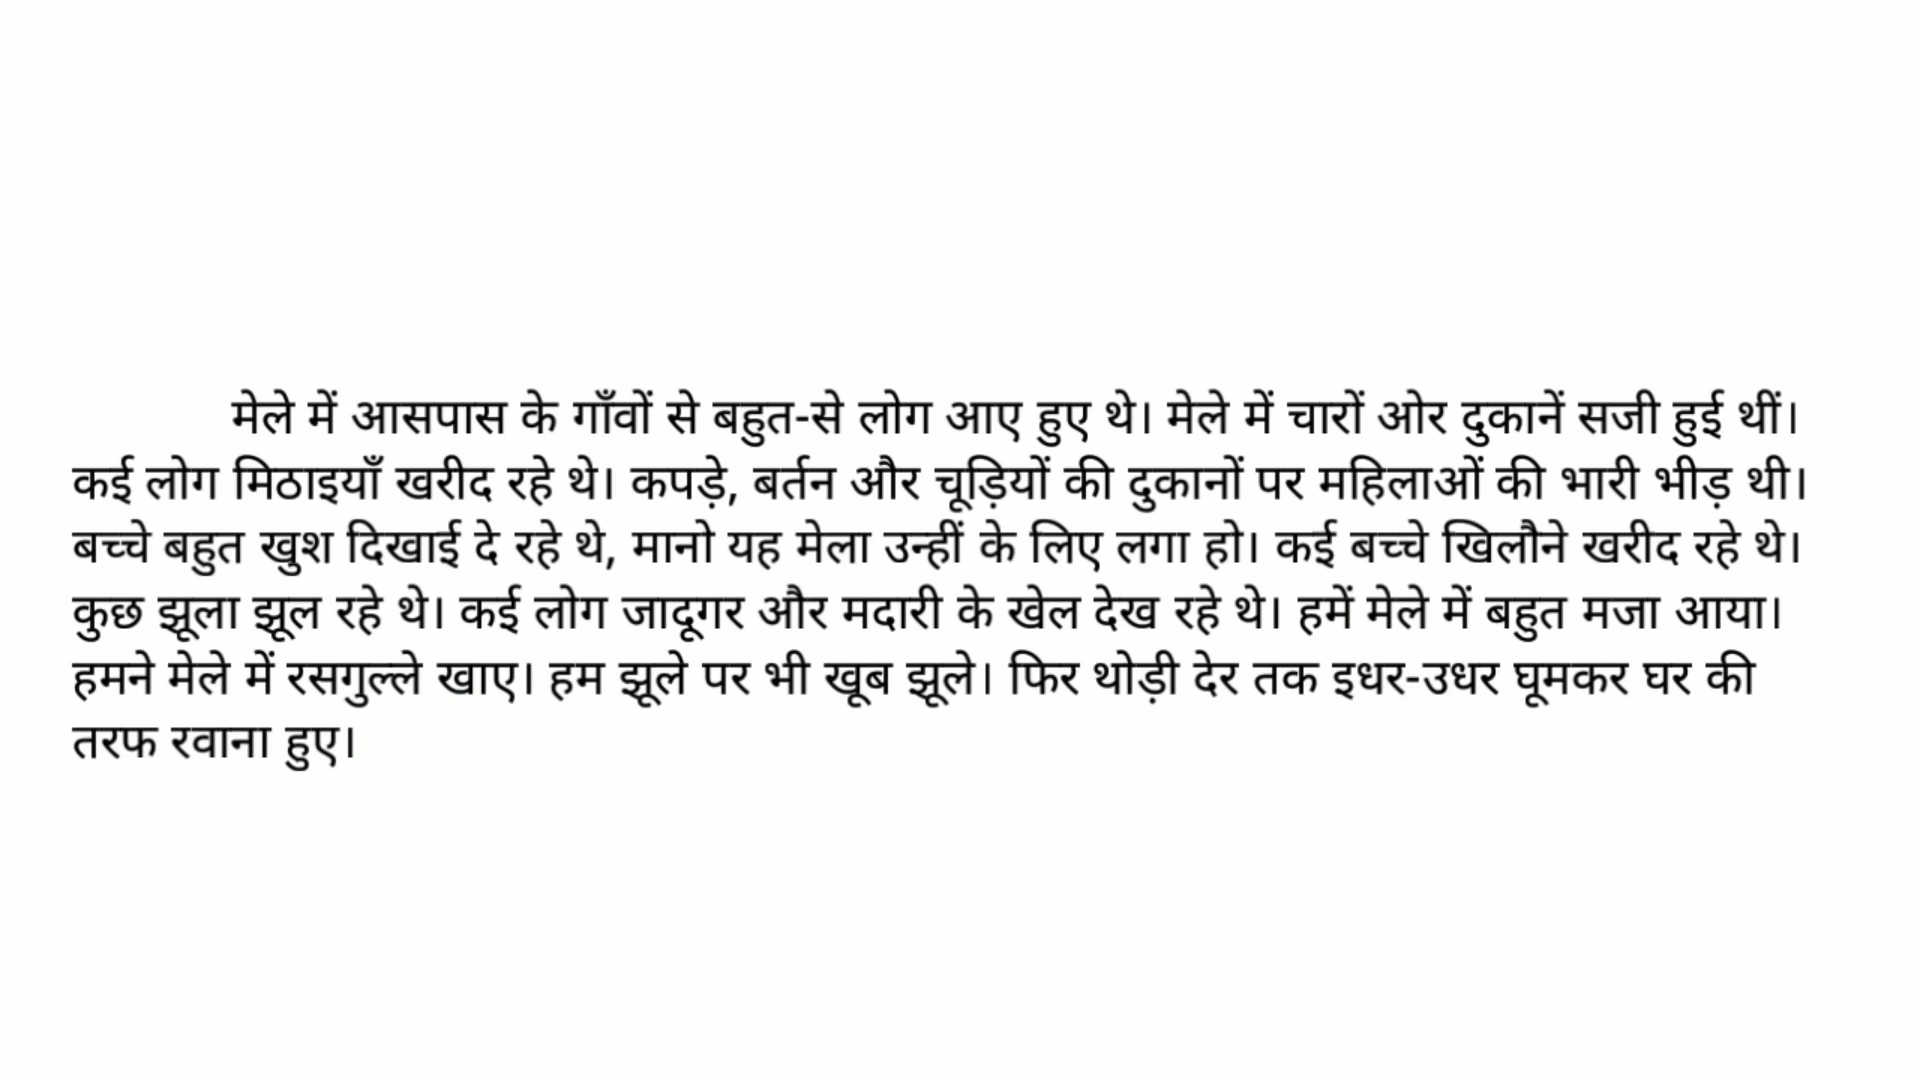 मेले में आसपास के गाँवों से बहुत-से लोग आए हुए थे। मेले में चारों ओर दुकानें सजी हुई थीं।
कई लोग मिठाइयाँ खरीद रहे थे। कपड़े, बर्तन और चूड़ियों की दुकानों पर महिलाओं की भारी भीड़ थी।
बच्चे बहुत खुश दिखाई दे रहे थे, मानो यह मेला उन्हीं के लिए लगा हो। कई बच्चे खिलौने खरीद रहे थे।
कुछ झूला झूल रहे थे। कई लोग जादूगर और मदारी के खेल देख रहे थे। हमें मेले में बहुत मजा आया।
हमने मेले में रसगुल्ले खाए। हम झूले पर भी खूब झूले। फिर थोड़ी देर तक इधर-उधर घूमकर घर की
तरफ रवाना हुए।